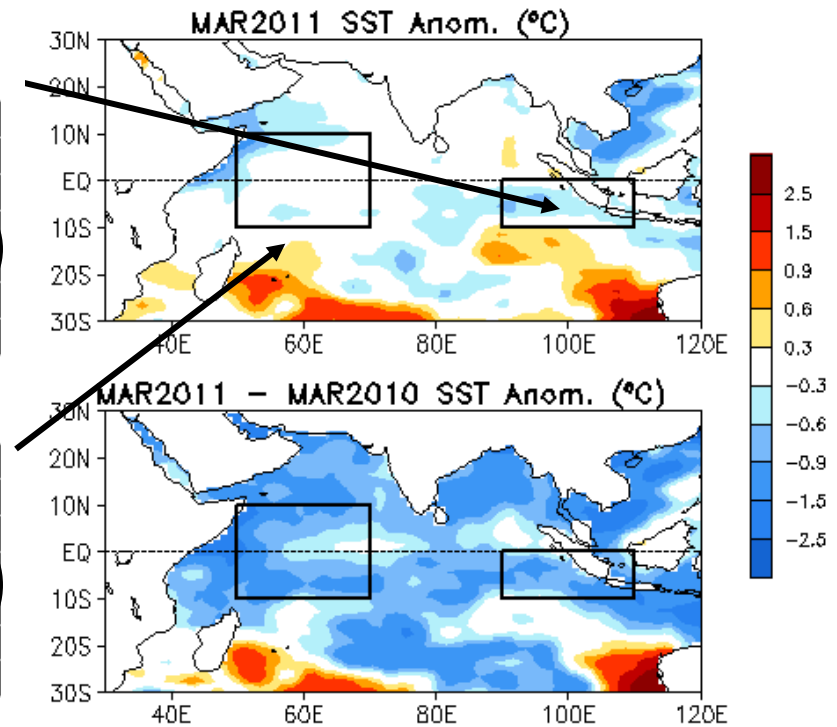 MAR2011 SST Anom. (°C)
30N
20N
10N
EQ
10S
20S
30S
40E 60E 80E 100E 120E
2.5
1.5
0.9
0.6
0.3
-0.3
-0.6
-0.9
-1.5
-2.5
MAR2011 - MAR2010 SST Anom. (°C)
30N
20N
10N
EQ
10S
20S
30S
40E 60E 80E 100E 120E